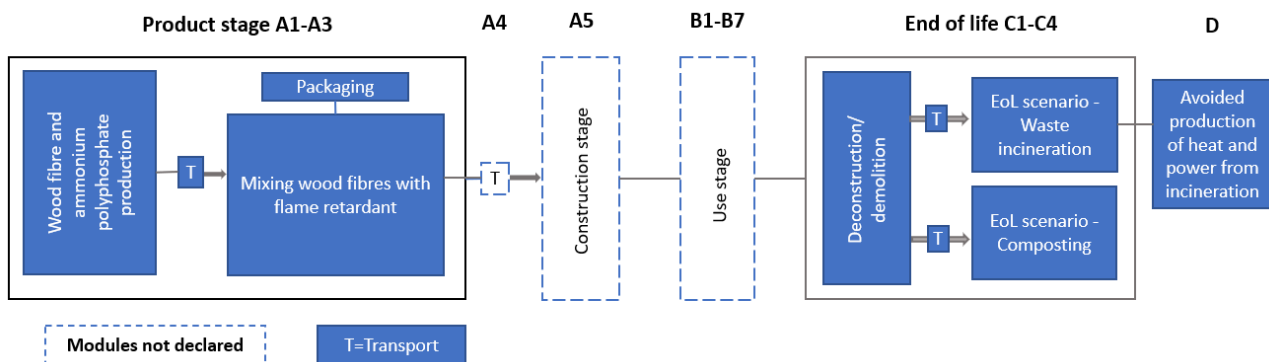 Product stage A1-A3
A4
A5
B1-B7
End of life C1-C4
D
Wood fibre and
ammonium
polyphosphate
production
T
Packaging
Mixing wood fibres with
flame retardant
T
Construction stage
Use stage
Deconstruction/
demolition
T
EoL scenario -
Waste
incineration
T
EoL scenario -
Composting
Avoided
production
of heat and
power from
incineration
Modules not declared
T=Transport